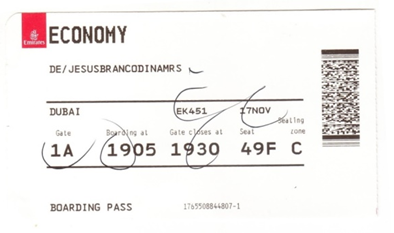 Emirates
ECONOMY
DE/JESUSBRANCODINAMRS
DUBAI EK451 17NOV
Gate Boarding at Gate closes at Seat Seating zone
1A 1905 1930 49F C
BOARDING PASS 1765508844807-1